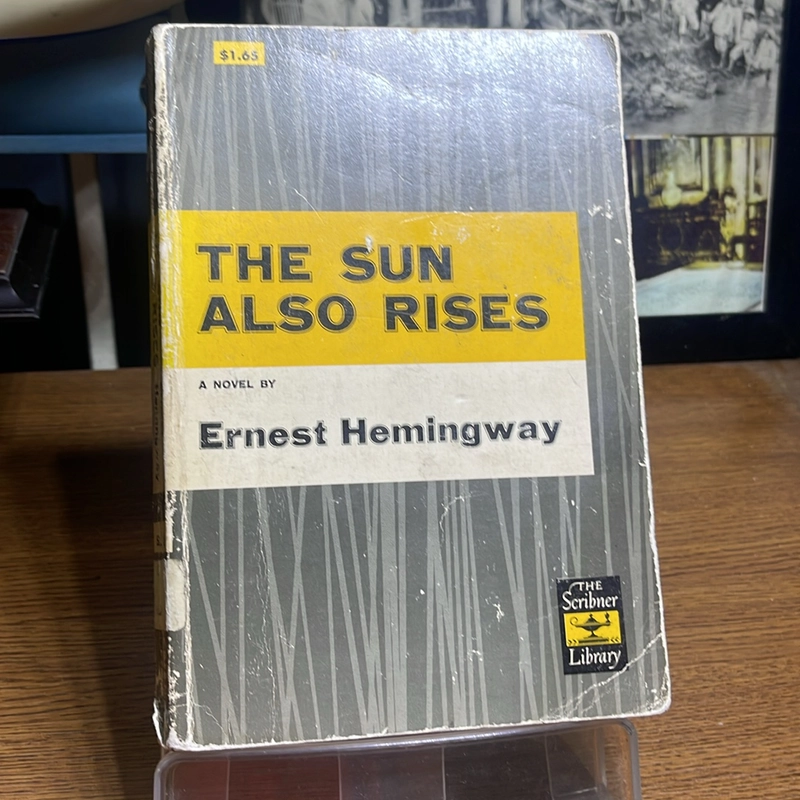 $1.65
THE SUN
ALSO RISES
A NOVEL BY
Ernest Hemingway
THE
Scribner
Library